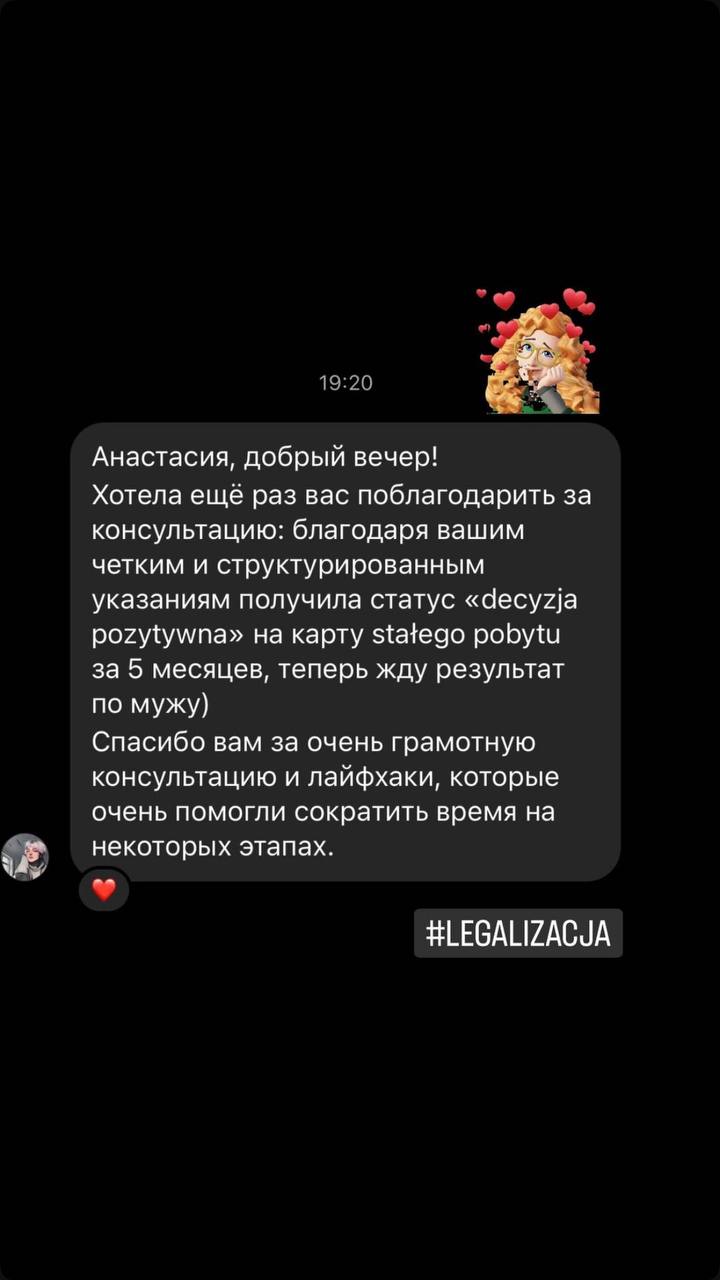 19:20
Анастасия, добрый вечер!
Хотела ещё раз вас поблагодарить за
консультацию: благодаря вашим
четким и структурированным
указаниям получила статус «decyzja
pozytywna» на карту stałego pobytu
за 5 месяцев, теперь жду результат
по мужу)
Спасибо вам за очень грамотную
консультацию и лайфхаки, которые
очень помогли сократить время на
некоторых этапах.
#LEGALIZACJA